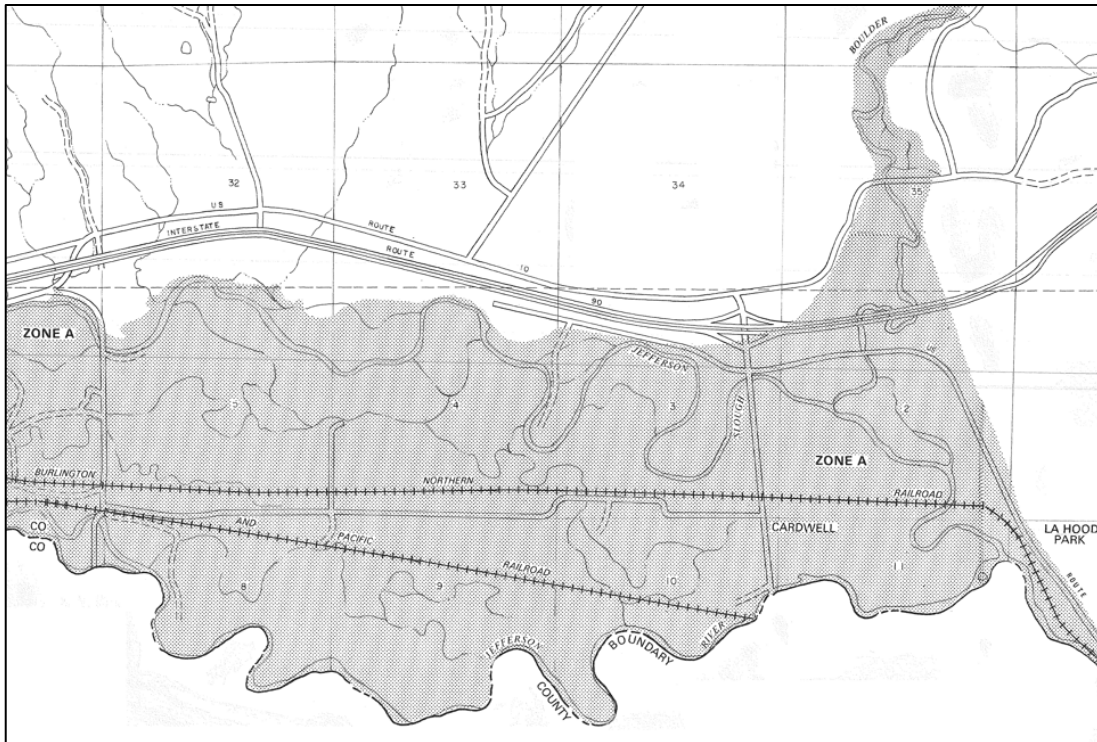 BOULDER
32
33
34
35
US
ROUTE
10
INTERSTATE
ROUTE
90
ZONE A
JEFFERSON
SLOUGH
US
5
4
3
2
ZONE A
BURLINGTON
NORTHERN
RAILROAD
AND
PACIFIC
RAILROAD
CO
CO
CARDWELL
LA HOOD
PARK
ROUTE
8
9
10
11
JEFFERSON
RIVER
COUNTY
BOUNDARY